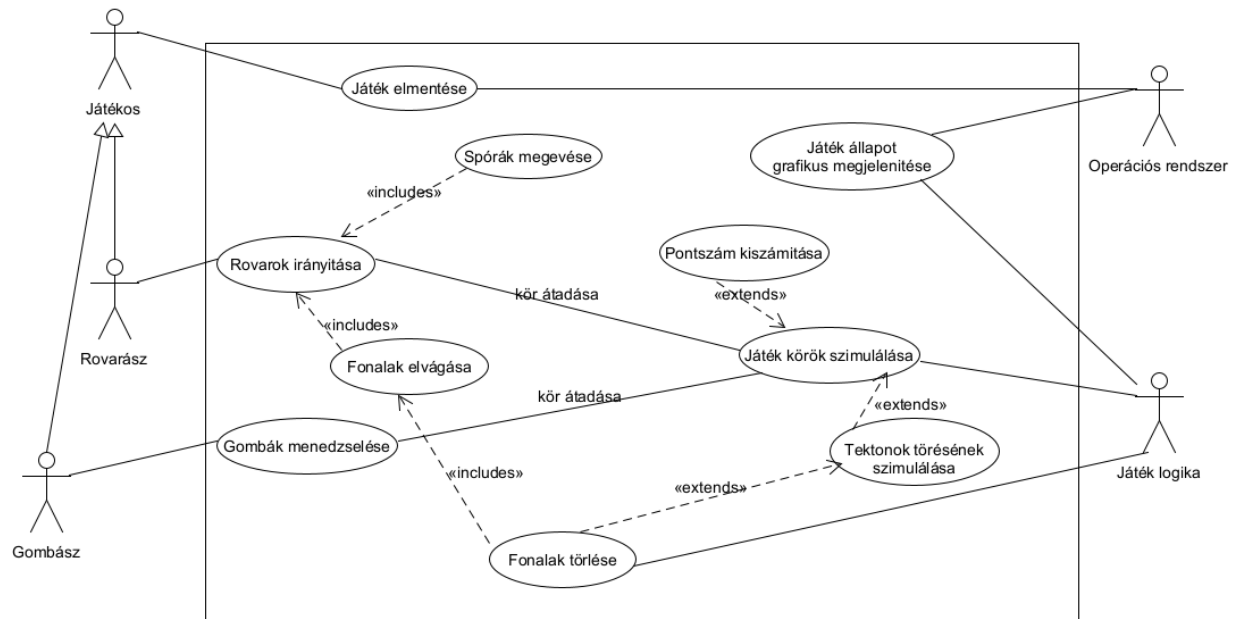 Játékos
Játék elmentése
Operációs rendszer
Játék állapot
grafikus megjelenitése
Spórák megevése
«includes»
Rovarok irányitása
Rovarász
Pontszám kiszámitása
«extends»
kör átadása
«includes»
Fonalak elvágása
Játék körök szimulálása
kör átadása
«extends»
Gombák menedzselése
Tektonok törésének
szimulálása
Játék logika
«includes»
«extends»
Gombász
Fonalak törlése